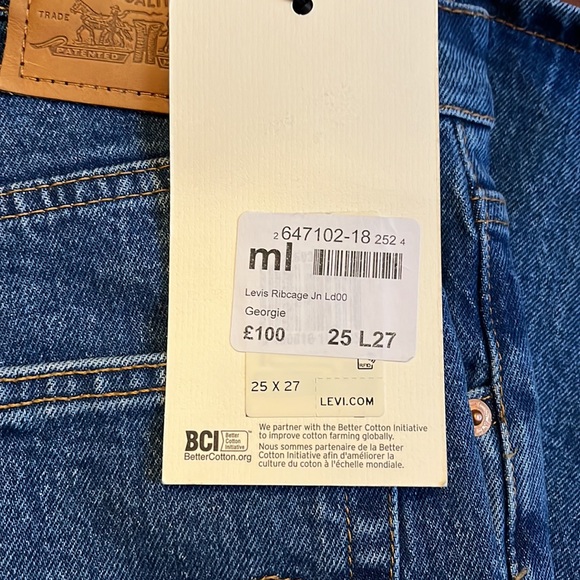 TRADE
PATENTED
2 647102-18 252 4
ml
Levis Ribcage Jn Ld00
Georgie
£100 25 L27
25 X 27
LEVI.COM
BCI Better Cotton Initiative
BetterCotton.org
We partner with the Better Cotton Initiative
to improve cotton farming globally.
Nous sommes partenaire de la Better
Cotton Initiative afin d'améliorer la
culture du coton à l'échelle mondiale.